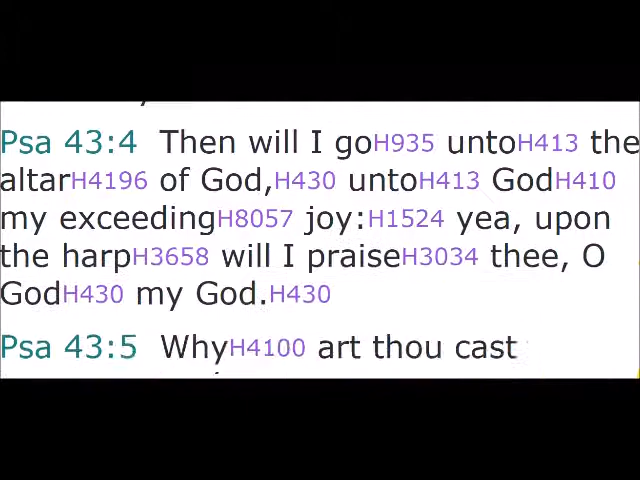 Psa 43:4 Then will I goH935 untoH413 the
altarH4196 of God,H430 untoH413 GodH410
my exceedingH8057 joy:H1524 yea, upon
the harpH3658 will I praiseH3034 thee, O
GodH430 my God.H430
Psa 43:5 WhyH4100 art thou cast